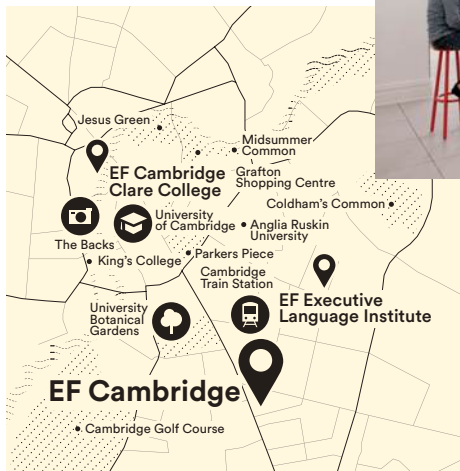 Jesus Green
Midsummer
Common
EF Cambridge
Clare College
Grafton
Shopping Centre
Coldham's Common
University
of Cambridge
Anglia Ruskin
University
The Backs
King's College
Parkers Piece
Cambridge
Train Station
EF Executive
Language Institute
University
Botanical
Gardens
EF Cambridge
Cambridge Golf Course